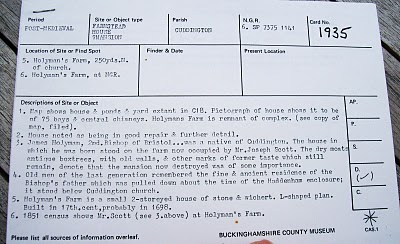 Period
Site or Object type
Parish
N.G.R.
Card No.
POST-MEDIEVAL
FARMSTEAD
HOUSE
MANSION
CUDDINGTON
6. SP 7375 1141
1935
Location of Site or Find Spot
Finder & Date
Present Location
5. Holyman's Farm, 250yds.N.
of church.
6. Holyman's Farm, at NGR.
Descriptions of Site or Object
1. Map shows house & ponds & yard extant in C18. Pictograph of house shows it to be
of 75 bays & central chimneys. Holymans Farm is remnant of complex. (see copy of
map, filed).
2. House noted as being in good repair & further detail.
3. James Holyman, 2nd.Bishop of Bristol...was a native of Cuddington. The house in
which he was born stood on the farm now occupied by Mr.Joseph Scott. The dry moats
contigue buttress, with old walls, & other marks of former taste which still
remain, denote that the mansion now destroyed was of some importance.
4. Old men of the last generation remembered the fine & ancient residence of the
Bishop's father which was pulled down about the time of the Haddenham enclosure;
it stood below Cuddington church.
5. Holyman's Farm is a small 2-storeyed house of stone & wichert. L-shaped plan.
Built in 17th.cent,probably in 1698.
6. 1851 census shows Mr.Scott (see 3.above) at Holyman's Farm.
AP.
P.
S.
D.
(✓)
C.
Please list all sources of information overleaf.
BUCKINGHAMSHIRE COUNTY MUSEUM
CAS.1